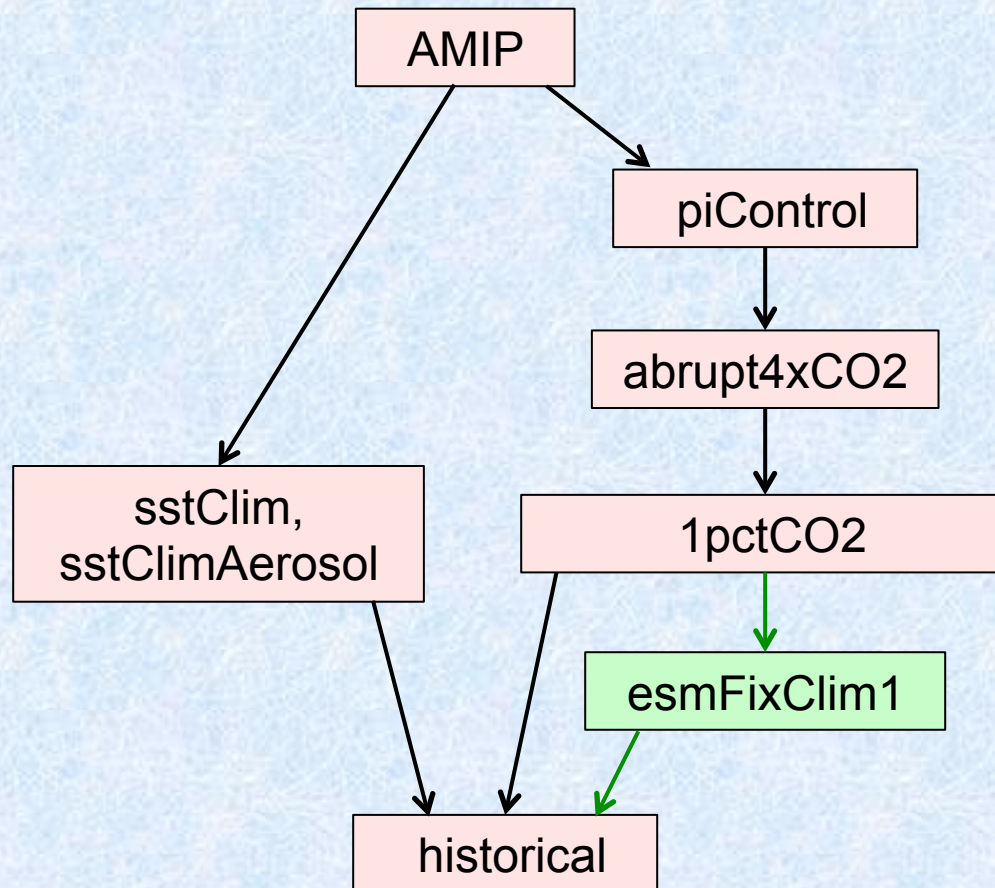 AMIP
piControl
abrupt4xCO2
sstClim,
sstClimAerosol
1pctCO2
esmFixClim1
historical